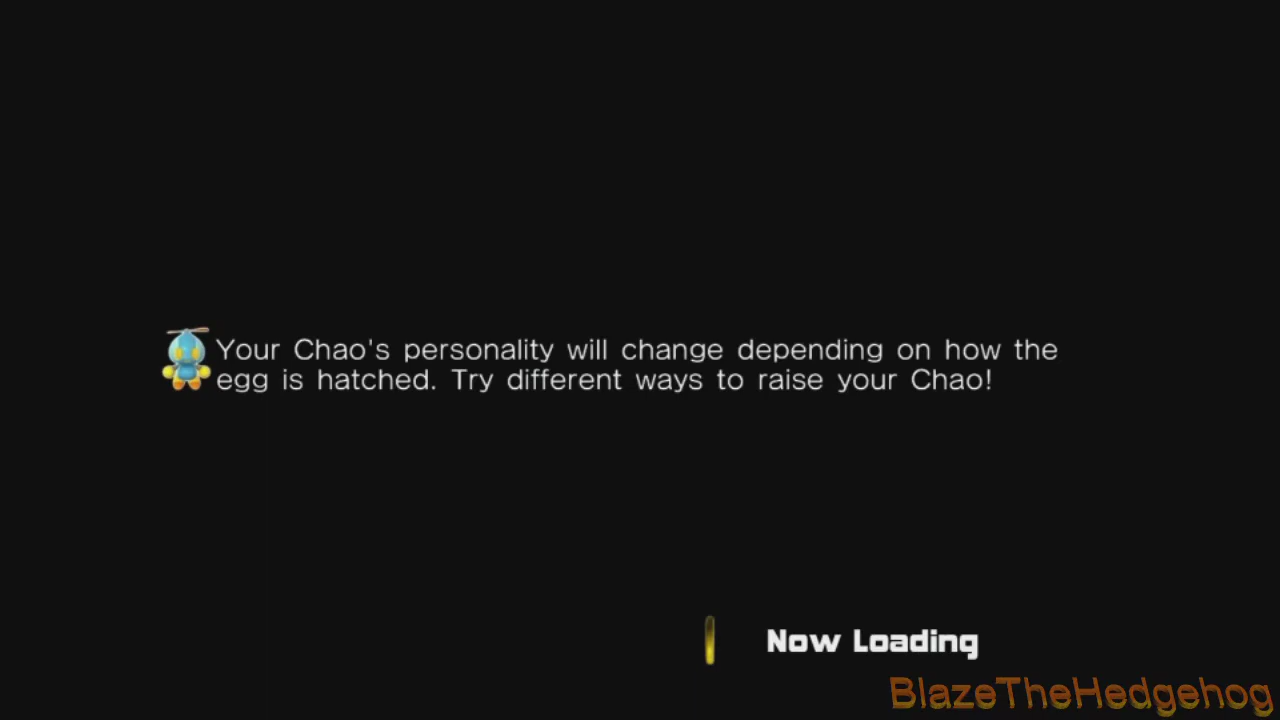 Your Chao's personality will change depending on how the
egg is hatched. Try different ways to raise your Chao!
Now Loading
BlazeTheHedgehog